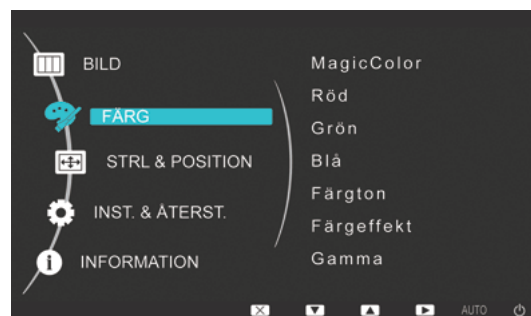 BILD
FÄRG
STRL & POSITION
INST. & ÅTERST.
INFORMATION
MagicColor
Röd
Grön
Blå
Färgton
Färgeffekt
Gamma
AUTO